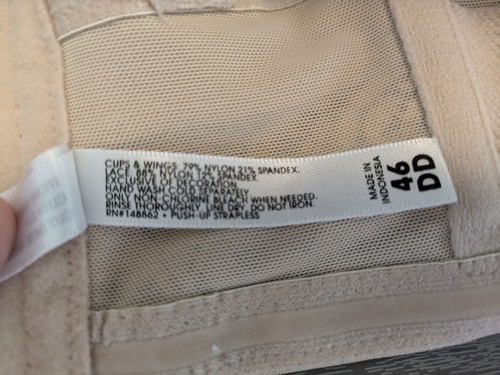 CUPS & WINGS: 79% NYLON 21% SPANDEX.
LACE: 88% NYLON 12% SPANDEX.
EXCLUSIVE OF DECORATION
HAND WASH COLD SEPARATELY
ONLY NON-CHLORINE BLEACH WHEN NEEDED.
RINSE THOROUGHLY. LINE DRY. DO NOT IRON.
RN#148862 • PUSH-UP STRAPLESS
MADE IN
INDONESIA
46
DD